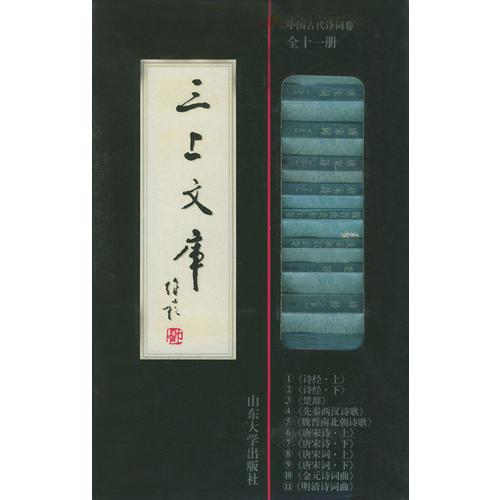 中国古代诗词卷
全十一册
三上文库
山东大学出版社
①《诗经·上》
②《诗经·下》
③《楚辞》
④《先秦两汉诗歌》
⑤《魏晋南北朝诗歌》
⑥《唐宋诗·上》
⑦《唐宋诗·下》
⑧《唐宋词·上》
⑨《唐宋词·下》
⑩《金元诗词曲》
⑪《明清诗词曲》